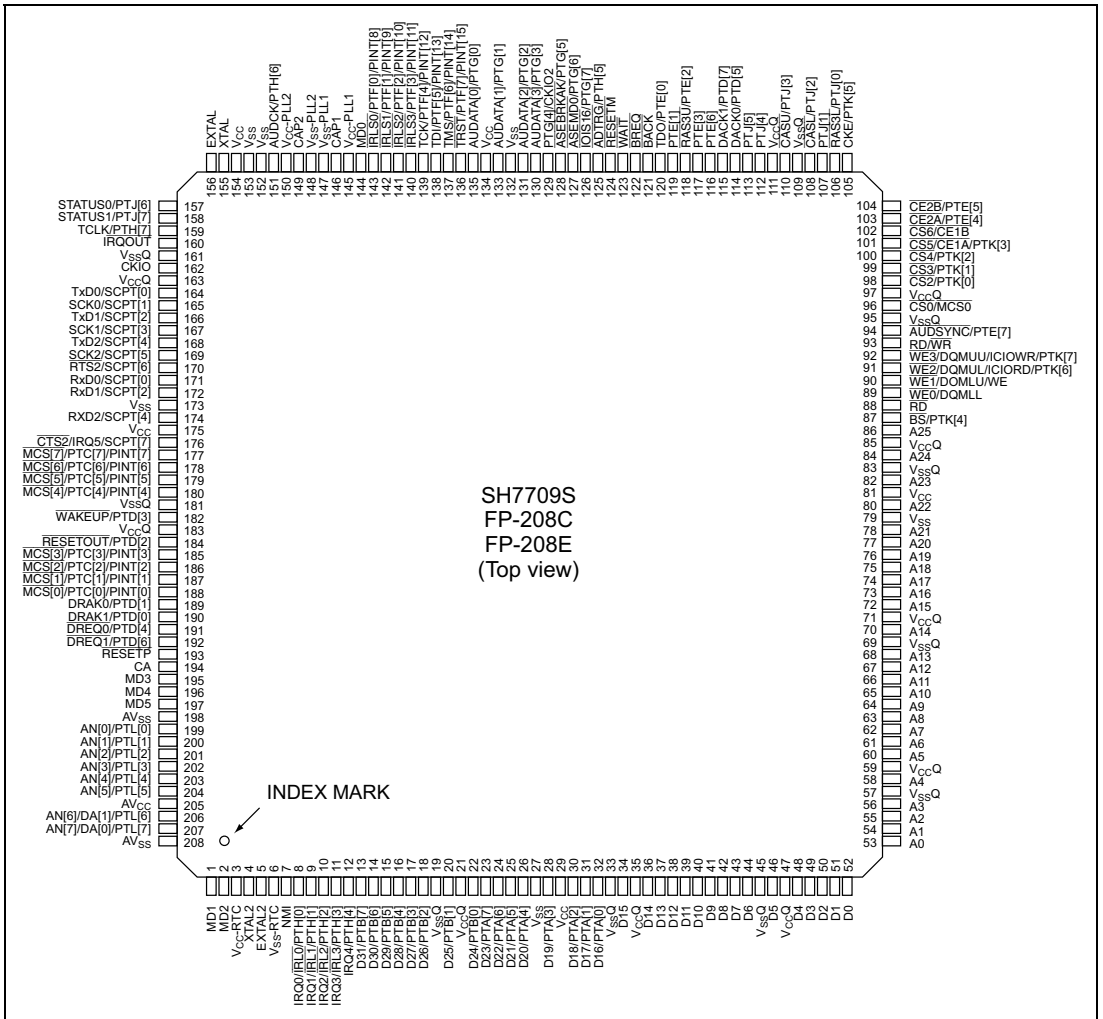 EXTAL 156
XTAL 155
VCC 154
VSS 153
VSS 152
AUDCK/PTH[6] 151
VCC-PLL2 150
CAP2 149
VSS-PLL2 148
VSS-PLL1 147
CAP1 146
VCC-PLL1 145
MD0 144
IRLS0/PTF[0]/PINT[8] 143
IRLS1/PTF[1]/PINT[9] 142
IRLS2/PTF[2]/PINT[10] 141
IRLS3/PTF[3]/PINT[11] 140
TCK/PTF[4]/PINT[12] 139
TDI/PTF[5]/PINT[13] 138
TMS/PTF[6]/PINT[14] 137
TRST/PTF[7]/PINT[15] 136
AUDATA[0]/PTG[0] 135
VCC 134
AUDATA[1]/PTG[1] 133
VSS 132
AUDATA[2]/PTG[2] 131
AUDATA[3]/PTG[3] 130
PTG[4]/CKIO2 129
ASEBRKAK/PTG[5] 128
ASEMD0/PTG[6] 127
IOIS16/PTG[7] 126
ADTRG/PTH[5] 125
RESETM 124
WAIT 123
BREQ 122
BACK 121
TDO/PTE[0] 120
PTE[1] 119
RAS3U/PTE[2] 118
PTE[3] 117
PTE[6] 116
DACK1/PTD[7] 115
DACK0/PTD[5] 114
PTJ[5] 113
PTJ[4] 112
VCCQ 111
CASU/PTJ[3] 110
VSSQ 109
CASL/PTJ[2] 108
PTJ[1] 107
RAS3L/PTJ[0] 106
CKE/PTK[5] 105
STATUS0/PTJ[6] 157
STATUS1/PTJ[7] 158
TCLK/PTH[7] 159
IRQOUT 160
VSSQ 161
CKIO 162
VCCQ 163
TxD0/SCPT[0] 164
SCK0/SCPT[1] 165
TxD1/SCPT[2] 166
SCK1/SCPT[3] 167
TxD2/SCPT[4] 168
SCK2/SCPT[5] 169
RTS2/SCPT[6] 170
RxD0/SCPT[0] 171
RxD1/SCPT[2] 172
VSS 173
RXD2/SCPT[4] 174
VCC 175
CTS2/IRQ5/SCPT[7] 176
MCS[7]/PTC[7]/PINT[7] 177
MCS[6]/PTC[6]/PINT[6] 178
MCS[5]/PTC[5]/PINT[5] 179
MCS[4]/PTC[4]/PINT[4] 180
VSSQ 181
WAKEUP/PTD[3] 182
VCCQ 183
RESETOUT/PTD[2] 184
MCS[3]/PTC[3]/PINT[3] 185
MCS[2]/PTC[2]/PINT[2] 186
MCS[1]/PTC[1]/PINT[1] 187
MCS[0]/PTC[0]/PINT[0] 188
DRAK0/PTD[1] 189
DRAK1/PTD[0] 190
DREQ0/PTD[4] 191
DREQ1/PTD[6] 192
RESETP 193
CA 194
MD3 195
MD4 196
MD5 197
AVSS 198
AN[0]/PTL[0] 199
AN[1]/PTL[1] 200
AN[2]/PTL[2] 201
AN[3]/PTL[3] 202
AN[4]/PTL[4] 203
AN[5]/PTL[5] 204
AVCC 205
AN[6]/DA[1]/PTL[6] 206
AN[7]/DA[0]/PTL[7] 207
AVSS 208
SH7709S
FP-208C
FP-208E
(Top view)
INDEX MARK
104 CE2B/PTE[5]
103 CE2A/PTE[4]
102 CS6/CE1B
101 CS5/CE1A/PTK[3]
100 CS4/PTK[2]
99 CS3/PTK[1]
98 CS2/PTK[0]
97 VCCQ
96 CS0/MCS0
95 VSSQ
94 AUDSYNC/PTE[7]
93 RD/WR
92 WE3/DQMUU/ICIOWR/PTK[7]
91 WE2/DQMUL/ICIORD/PTK[6]
90 WE1/DOMLU/WE
89 WE0/DQMLL
88 RD
87 BS/PTK[4]
86 A25
85 VCCQ
84 A24
83 VSSQ
82 A23
81 VCC
80 A22
79 VSS
78 A21
77 A20
76 A19
75 A18
74 A17
73 A16
72 A15
71 VCCQ
70 A14
69 VSSQ
68 A13
67 A12
66 A11
65 A10
64 A9
63 A8
62 A7
61 A6
60 A5
59 VCCQ
58 A4
57 VSSQ
56 A3
55 A2
54 A1
53 A0
1 MD1
2 MD2
3 VCC-RTC
4 XTAL2
5 EXTAL2
6 VSS-RTC
7 NMI
8 IRQ0/IRL0/PTH[0]
9 IRQ1/IRL1/PTH[1]
10 IRQ2/IRL2/PTH[2]
11 IRQ3/IRL3/PTH[3]
12 IRQ4/PTH[4]
13 D31/PTB[7]
14 D30/PTB[6]
15 D29/PTB[5]
16 D28/PTB[4]
17 D27/PTB[3]
18 D26/PTB[2]
19 VSSQ
20 D25/PTB[1]
21 VCCQ
22 D24/PTB[0]
23 D23/PTA[7]
24 D22/PTA[6]
25 D21/PTA[5]
26 D20/PTA[4]
27 VSS
28 D19/PTA[3]
29 VCC
30 D18/PTA[2]
31 D17/PTA[1]
32 D16/PTA[0]
33 VSSQ
34 D15
35 VCCQ
36 D14
37 D13
38 D12
39 D11
40 D10
41 D9
42 D8
43 D7
44 D6
45 VSSQ
46 D5
47 VCCQ
48 D4
49 D3
50 D2
51 D1
52 D0